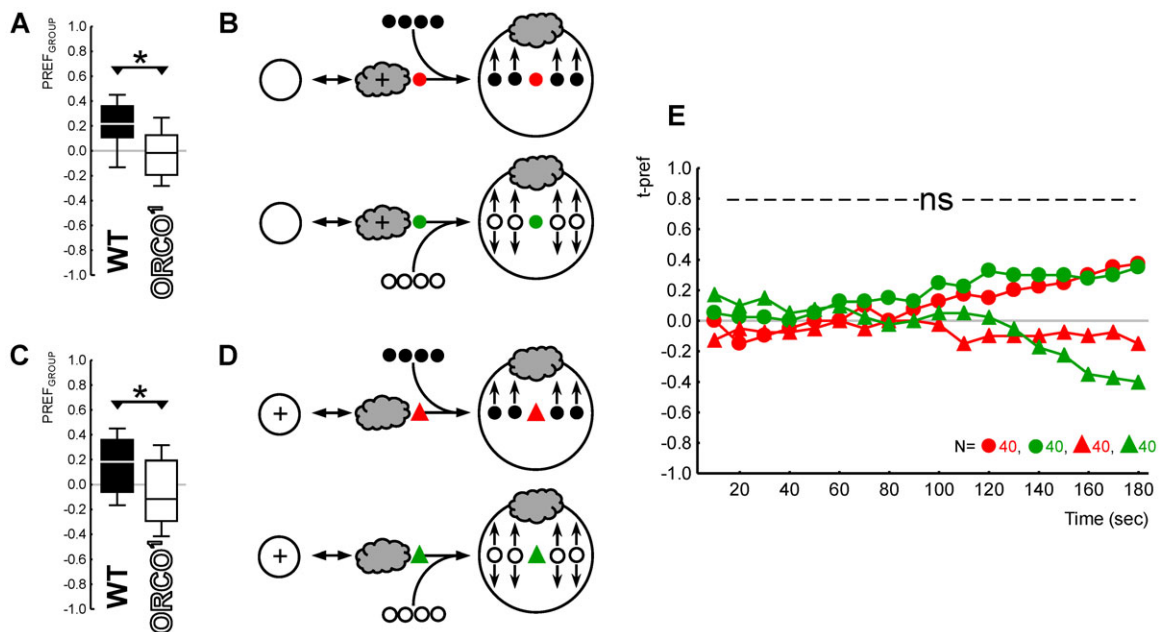 A
PREFGROUP
1.0
0.8
0.6
0.4
0.2
0.0
-0.2
-0.4
-0.6
-0.8
-1.0
*
WT
ORCO1
B
+
+
C
PREFGROUP
1.0
0.8
0.6
0.4
0.2
0.0
-0.2
-0.4
-0.6
-0.8
-1.0
*
WT
ORCO1
D
+
+
E
t-pref
1.0
0.8
0.6
0.4
0.2
0.0
-0.2
-0.4
-0.6
-0.8
-1.0
ns
N= 40, 40, 40, 40
20 40 60 80 100 120 140 160 180
Time (sec)